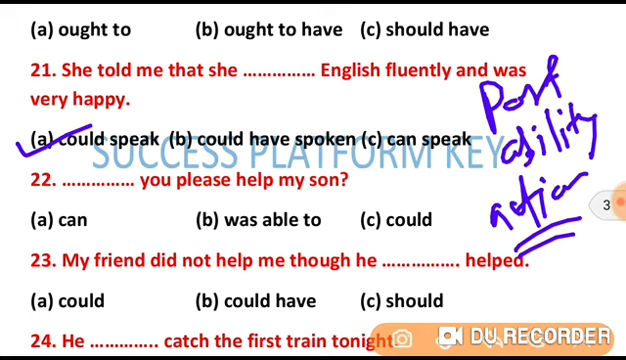 (a) ought to (b) ought to have (c) should have
21. She told me that she …………… English fluently and was
very happy.
(a) could speak (b) could have spoken (c) can speak
SUCCESS PLATFORM KEY
Past
ability
action
22. …………… you please help my son?
(a) can (b) was able to (c) could
3
23. My friend did not help me though he ……………. helped.
(a) could (b) could have (c) should
24. He ………….. catch the first train tonight
DU RECORDER